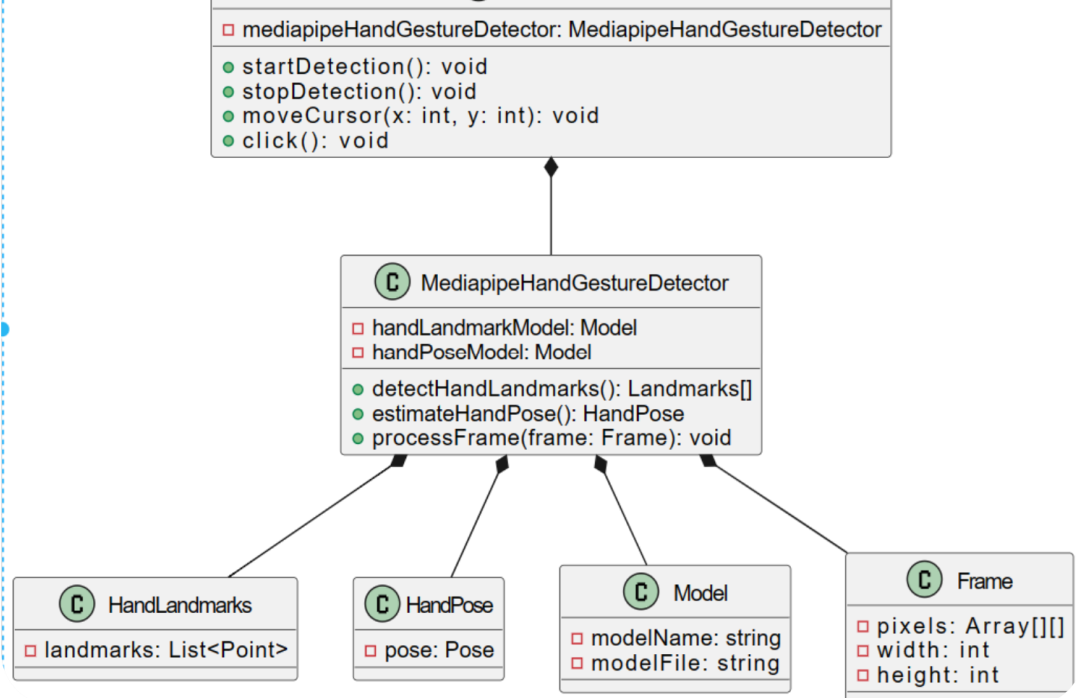 mediapipeHandGestureDetector: MediapipeHandGestureDetector
startDetection(): void
stopDetection(): void
moveCursor(x: int, y: int): void
click(): void
C MediapipeHandGestureDetector
handLandmarkModel: Model
handPoseModel: Model
detectHandLandmarks(): Landmarks[]
estimateHandPose(): HandPose
processFrame(frame: Frame): void
C HandLandmarks
landmarks: List<Point>
C HandPose
pose: Pose
C Model
modelName: string
modelFile: string
C Frame
pixels: Array[][]
width: int
height: int